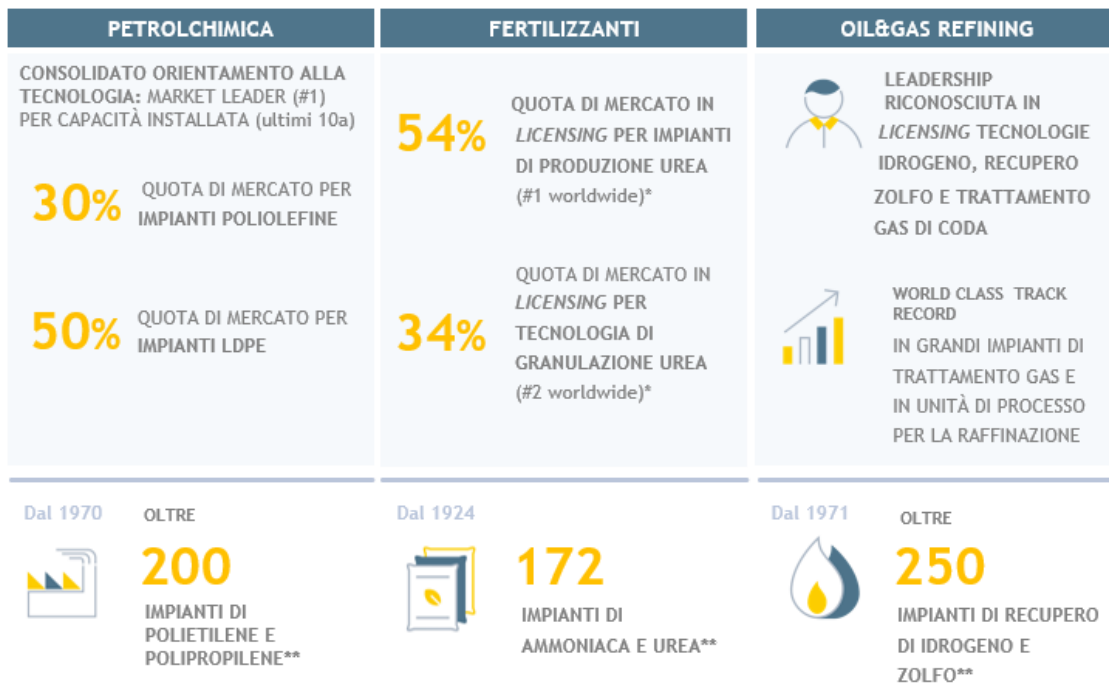 PETROLCHIMICA
CONSOLIDATO ORIENTAMENTO ALLA
TECNOLOGIA: MARKET LEADER (#1)
PER CAPACITÀ INSTALLATA (ultimi 10a)
30%
QUOTA DI MERCATO PER
IMPIANTI POLIOLEFINE
50%
QUOTA DI MERCATO PER
IMPIANTI LDPE
Dal 1970
OLTRE
200
IMPIANTI DI
POLIETILENE E
POLIPROPILENE**
FERTILIZZANTI
54%
QUOTA DI MERCATO IN
LICENSING PER IMPIANTI
DI PRODUZIONE UREA
(#1 worldwide)*
34%
QUOTA DI MERCATO IN
LICENSING PER
TECNOLOGIA DI
GRANULAZIONE UREA
(#2 worldwide)*
Dal 1924
172
IMPIANTI DI
AMMONIACA E UREA**
OIL&GAS REFINING
LEADERSHIP
RICONOSCIUTA IN
LICENSING TECNOLOGIE
IDROGENO, RECUPERO
ZOLFO E TRATTAMENTO
GAS DI CODA
WORLD CLASS TRACK
RECORD
IN GRANDI IMPIANTI DI
TRATTAMENTO GAS E
IN UNITÀ DI PROCESSO
PER LA RAFFINAZIONE
Dal 1971
OLTRE
250
IMPIANTI DI RECUPERO
DI IDROGENO E
ZOLFO**